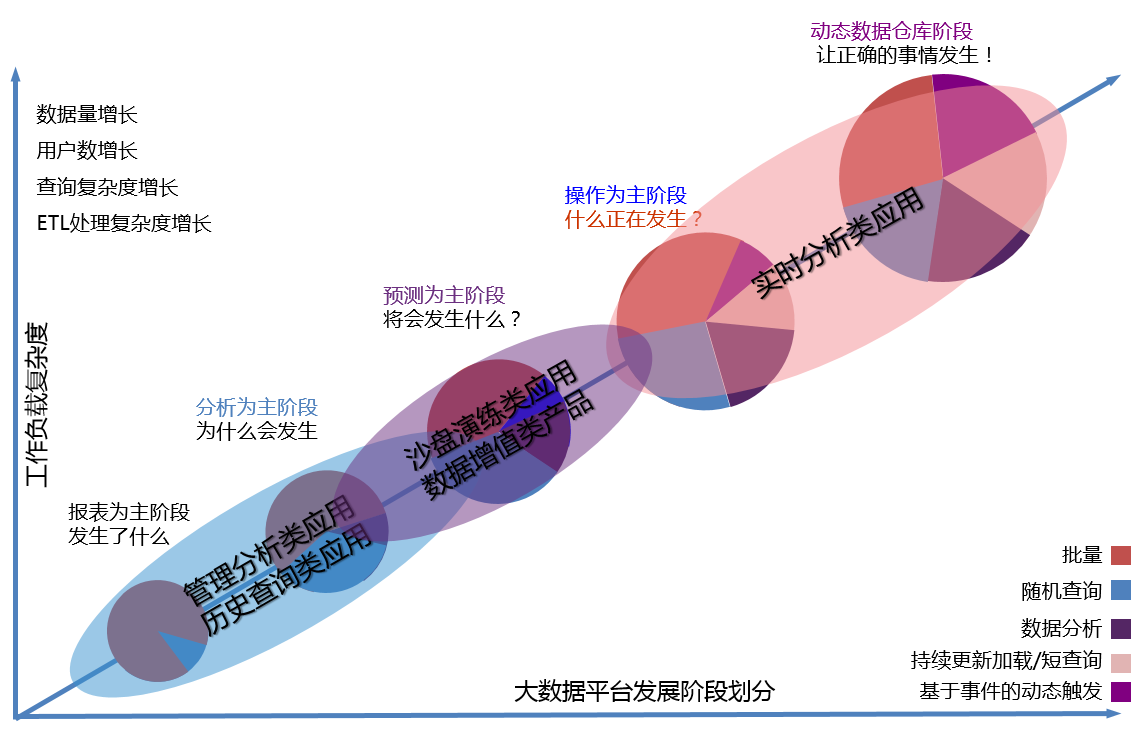 动态数据仓库阶段
让正确的事情发生！
数据量增长
用户数增长
查询复杂度增长
ETL处理复杂度增长
操作为主阶段
什么正在发生？
实时分析类应用
预测为主阶段
将会发生什么？
工作负载复杂度
沙盘演练类应用
数据增值类产品
分析为主阶段
为什么会发生
报表为主阶段
发生了什么
管理分析类应用
历史查询类应用
批量
随机查询
数据分析
持续更新加载/短查询
基于事件的动态触发
大数据平台发展阶段划分